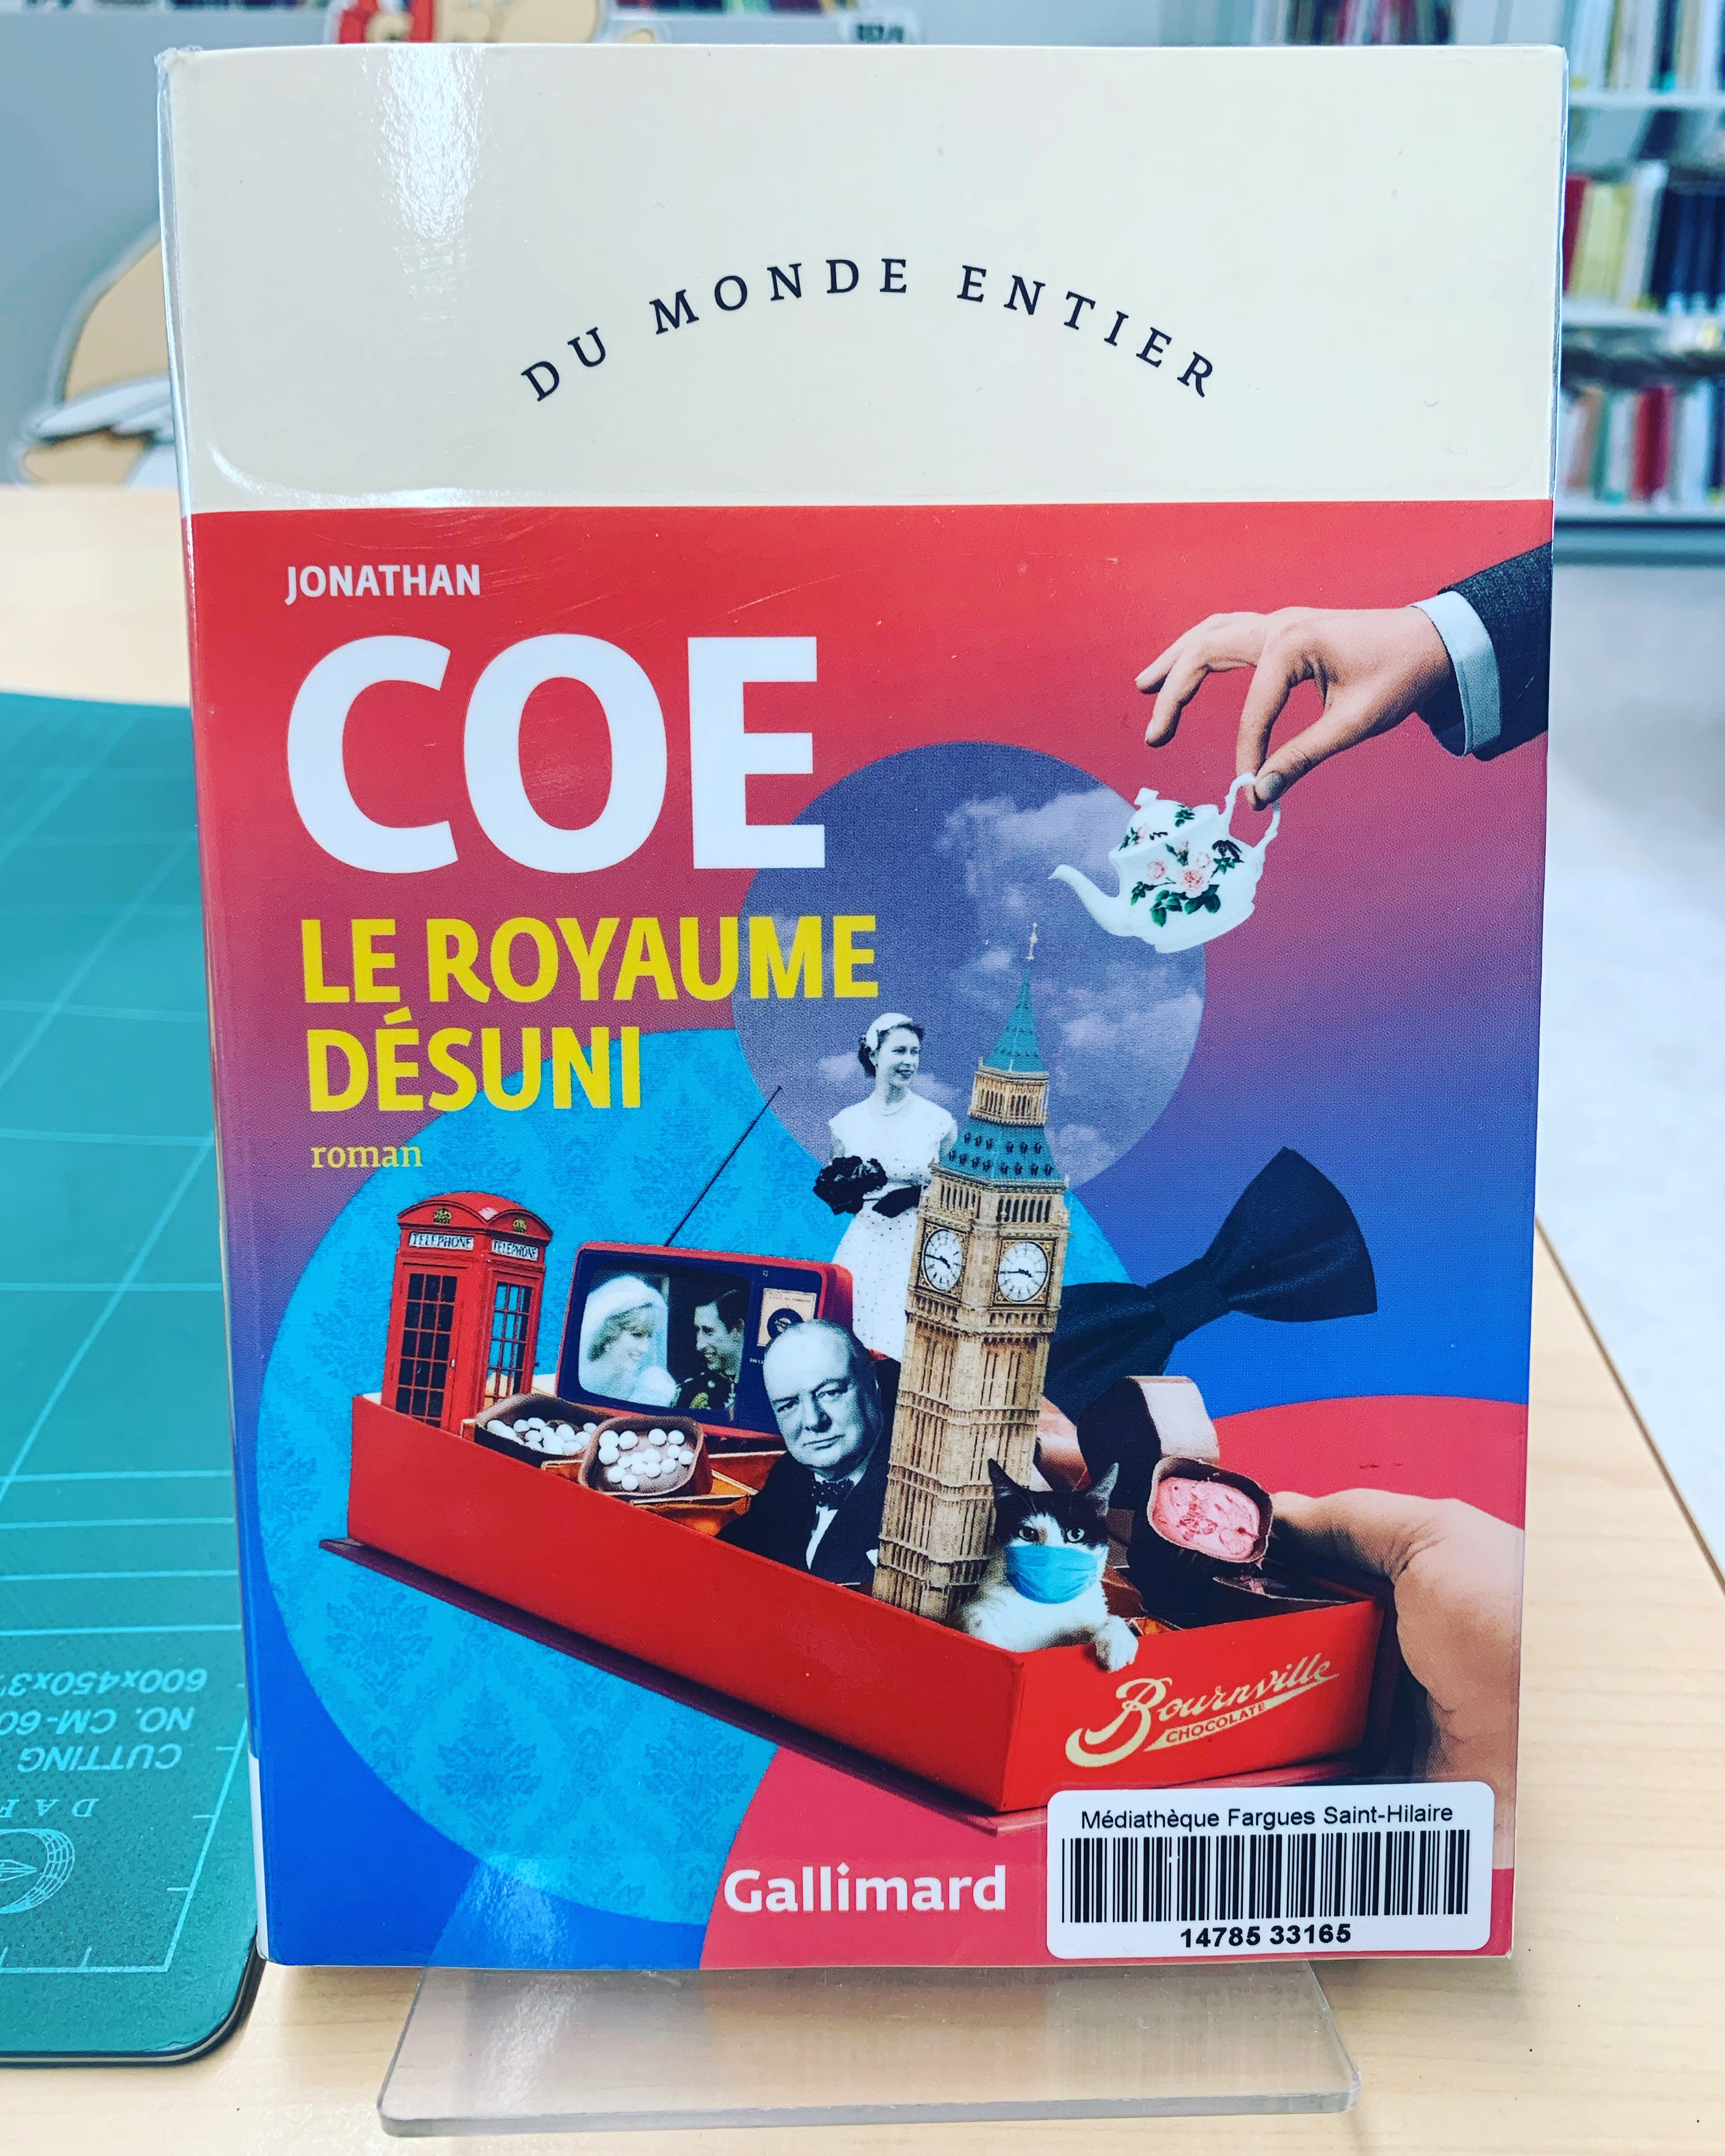 DU MONDE ENTIER
JONATHAN
COE
LE ROYAUME
DÉSUNI
roman
TELEPHONE TELEPHONE
Bournville
CHOCOLATE
Gallimard
Médiathèque Fargues Saint-Hilaire
14785 33165
CUTTING
NO. CM-60
600x450x3